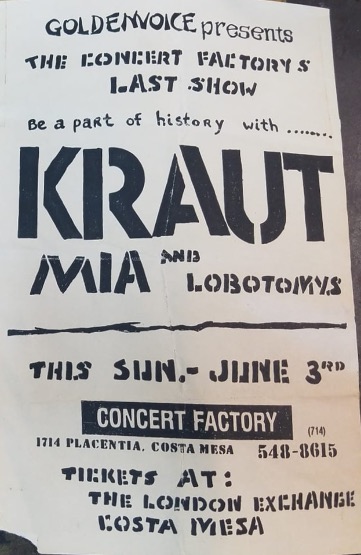 GOLDENVOICE presents
THE CONCERT FACTORYS
LAST SHOW
Be a part of history with .......
KRAUT
MIA AND LOBOTOMYS
THIS SUN.- JUNE 3RD
CONCERT FACTORY
1714 PLACENTIA, COSTA MESA (714) 548-8615
TICKETS AT:
THE LONDON EXCHANGE
COSTA MESA